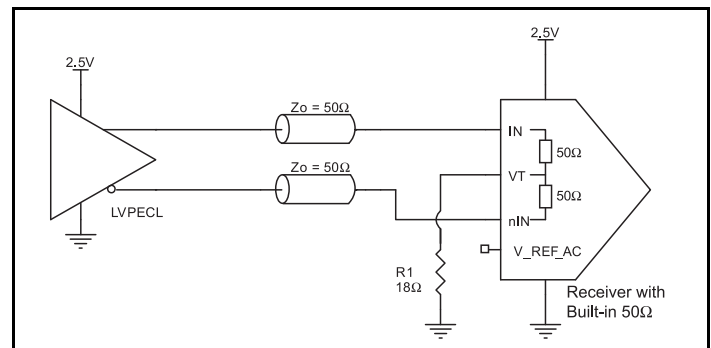 2.5V
2.5V
Zo = 50Ω
IN
50Ω
Zo = 50Ω
VT
50Ω
nIN
LVPECL
V_REF_AC
R1
18Ω
Receiver with
Built-in 50Ω